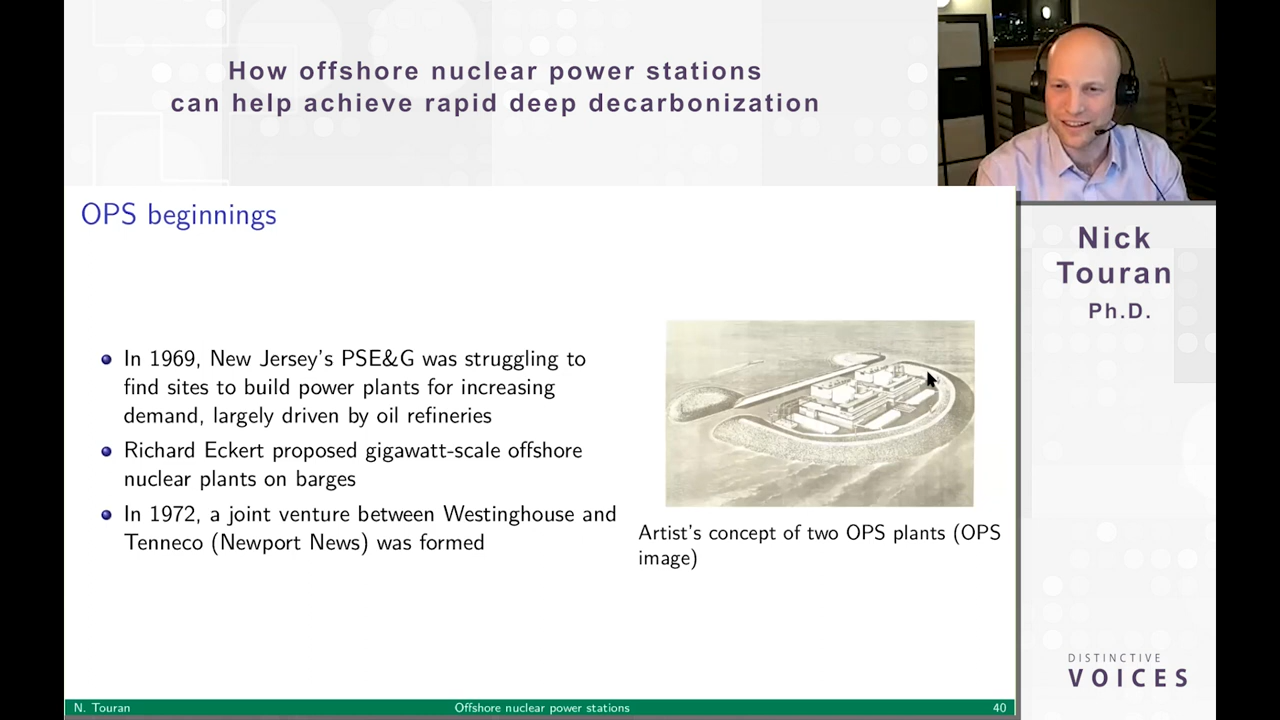 How offshore nuclear power stations
can help achieve rapid deep decarbonization
OPS beginnings
In 1969, New Jersey's PSE&G was struggling to
find sites to build power plants for increasing
demand, largely driven by oil refineries
Richard Eckert proposed gigawatt-scale offshore
nuclear plants on barges
In 1972, a joint venture between Westinghouse and
Tenneco (Newport News) was formed
Artist's concept of two OPS plants (OPS
image)
Nick
Touran
Ph.D.
DISTINCTIVE
VOICES
N. Touran
Offshore nuclear power stations
40